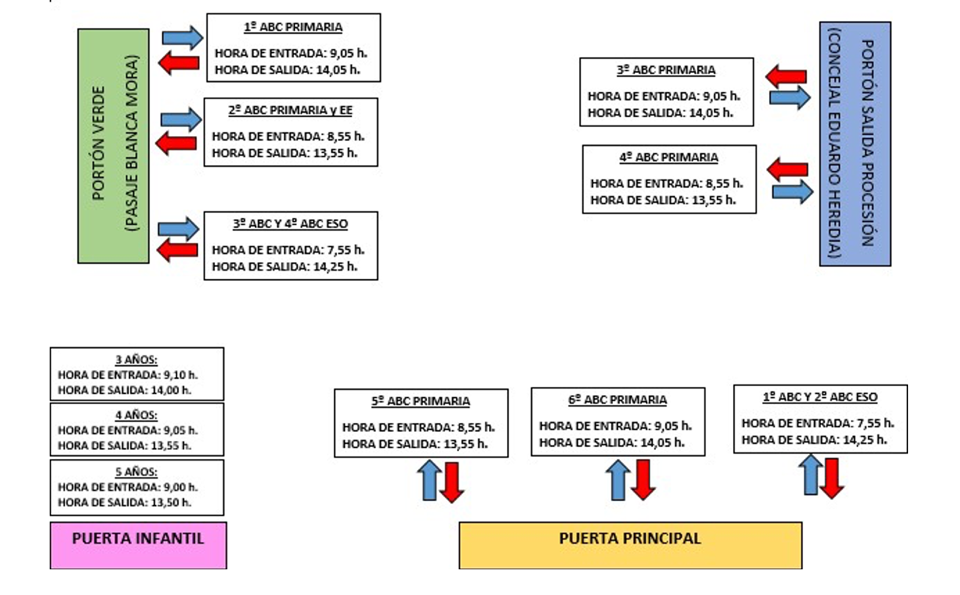 PORTÓN VERDE
(PASAJE BLANCA MORA)
1º ABC PRIMARIA
HORA DE ENTRADA: 9,05 h.
HORA DE SALIDA: 14,05 h.
2º ABC PRIMARIA y EE
HORA DE ENTRADA: 8,55 h.
HORA DE SALIDA: 13,55 h.
3º ABC Y 4º ABC ESO
HORA DE ENTRADA: 7,55 h.
HORA DE SALIDA: 14,25 h.
3º ABC PRIMARIA
HORA DE ENTRADA: 9,05 h.
HORA DE SALIDA: 14,05 h.
4º ABC PRIMARIA
HORA DE ENTRADA: 8,55 h.
HORA DE SALIDA: 13,55 h.
PORTÓN SALIDA PROCESIÓN
(CONCEJAL EDUARDO HEREDIA)
3 AÑOS:
HORA DE ENTRADA: 9,10 h.
HORA DE SALIDA: 14,00 h.
4 AÑOS:
HORA DE ENTRADA: 9,05 h.
HORA DE SALIDA: 13,55 h.
5 AÑOS:
HORA DE ENTRADA: 9,00 h.
HORA DE SALIDA: 13,50 h.
PUERTA INFANTIL
5º ABC PRIMARIA
HORA DE ENTRADA: 8,55 h.
HORA DE SALIDA: 13,55 h.
6º ABC PRIMARIA
HORA DE ENTRADA: 9,05 h.
HORA DE SALIDA: 14,05 h.
1º ABC Y 2º ABC ESO
HORA DE ENTRADA: 7,55 h.
HORA DE SALIDA: 14,25 h.
PUERTA PRINCIPAL